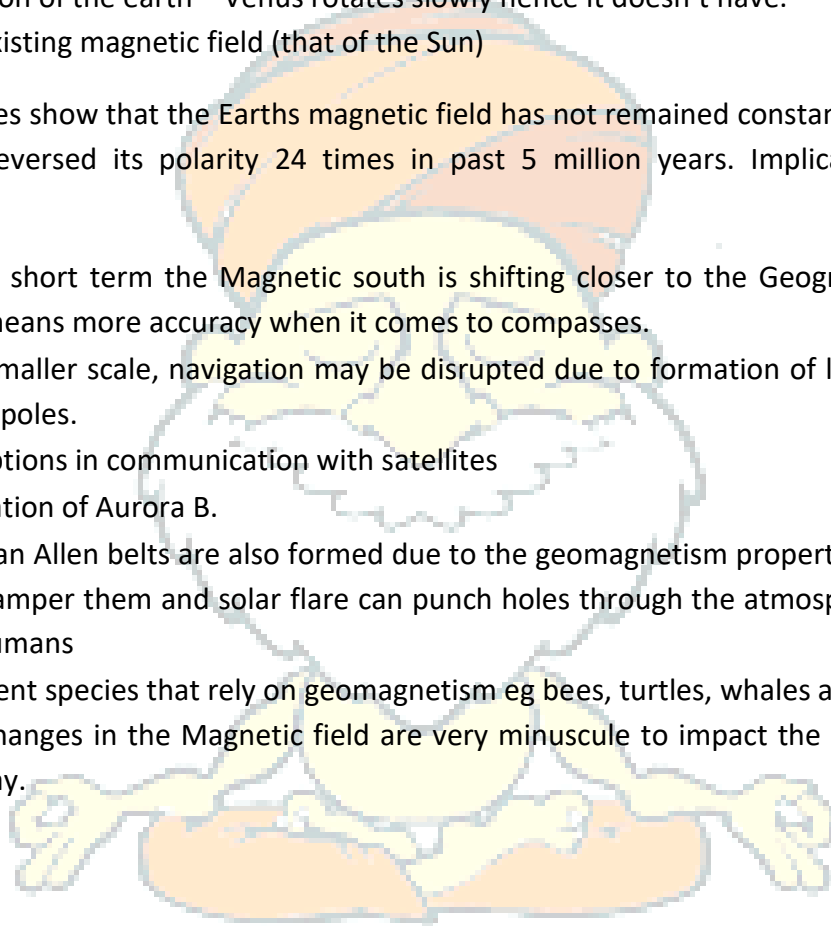 on of the earth – Venus rotates slowly hence it doesn't have.
xisting magnetic field (that of the Sun)
es show that the Earths magnetic field has not remained constan
eversed its polarity 24 times in past 5 million years. Implica
short term the Magnetic south is shifting closer to the Geogr
neans more accuracy when it comes to compasses.
maller scale, navigation may be disrupted due to formation of l
poles.
otions in communication with satellites
ation of Aurora B.
an Allen belts are also formed due to the geomagnetism propert
amper them and solar flare can punch holes through the atmosp
umans
ent species that rely on geomagnetism eg bees, turtles, whales a
hanges in the Magnetic field are very minuscule to impact the
ny.